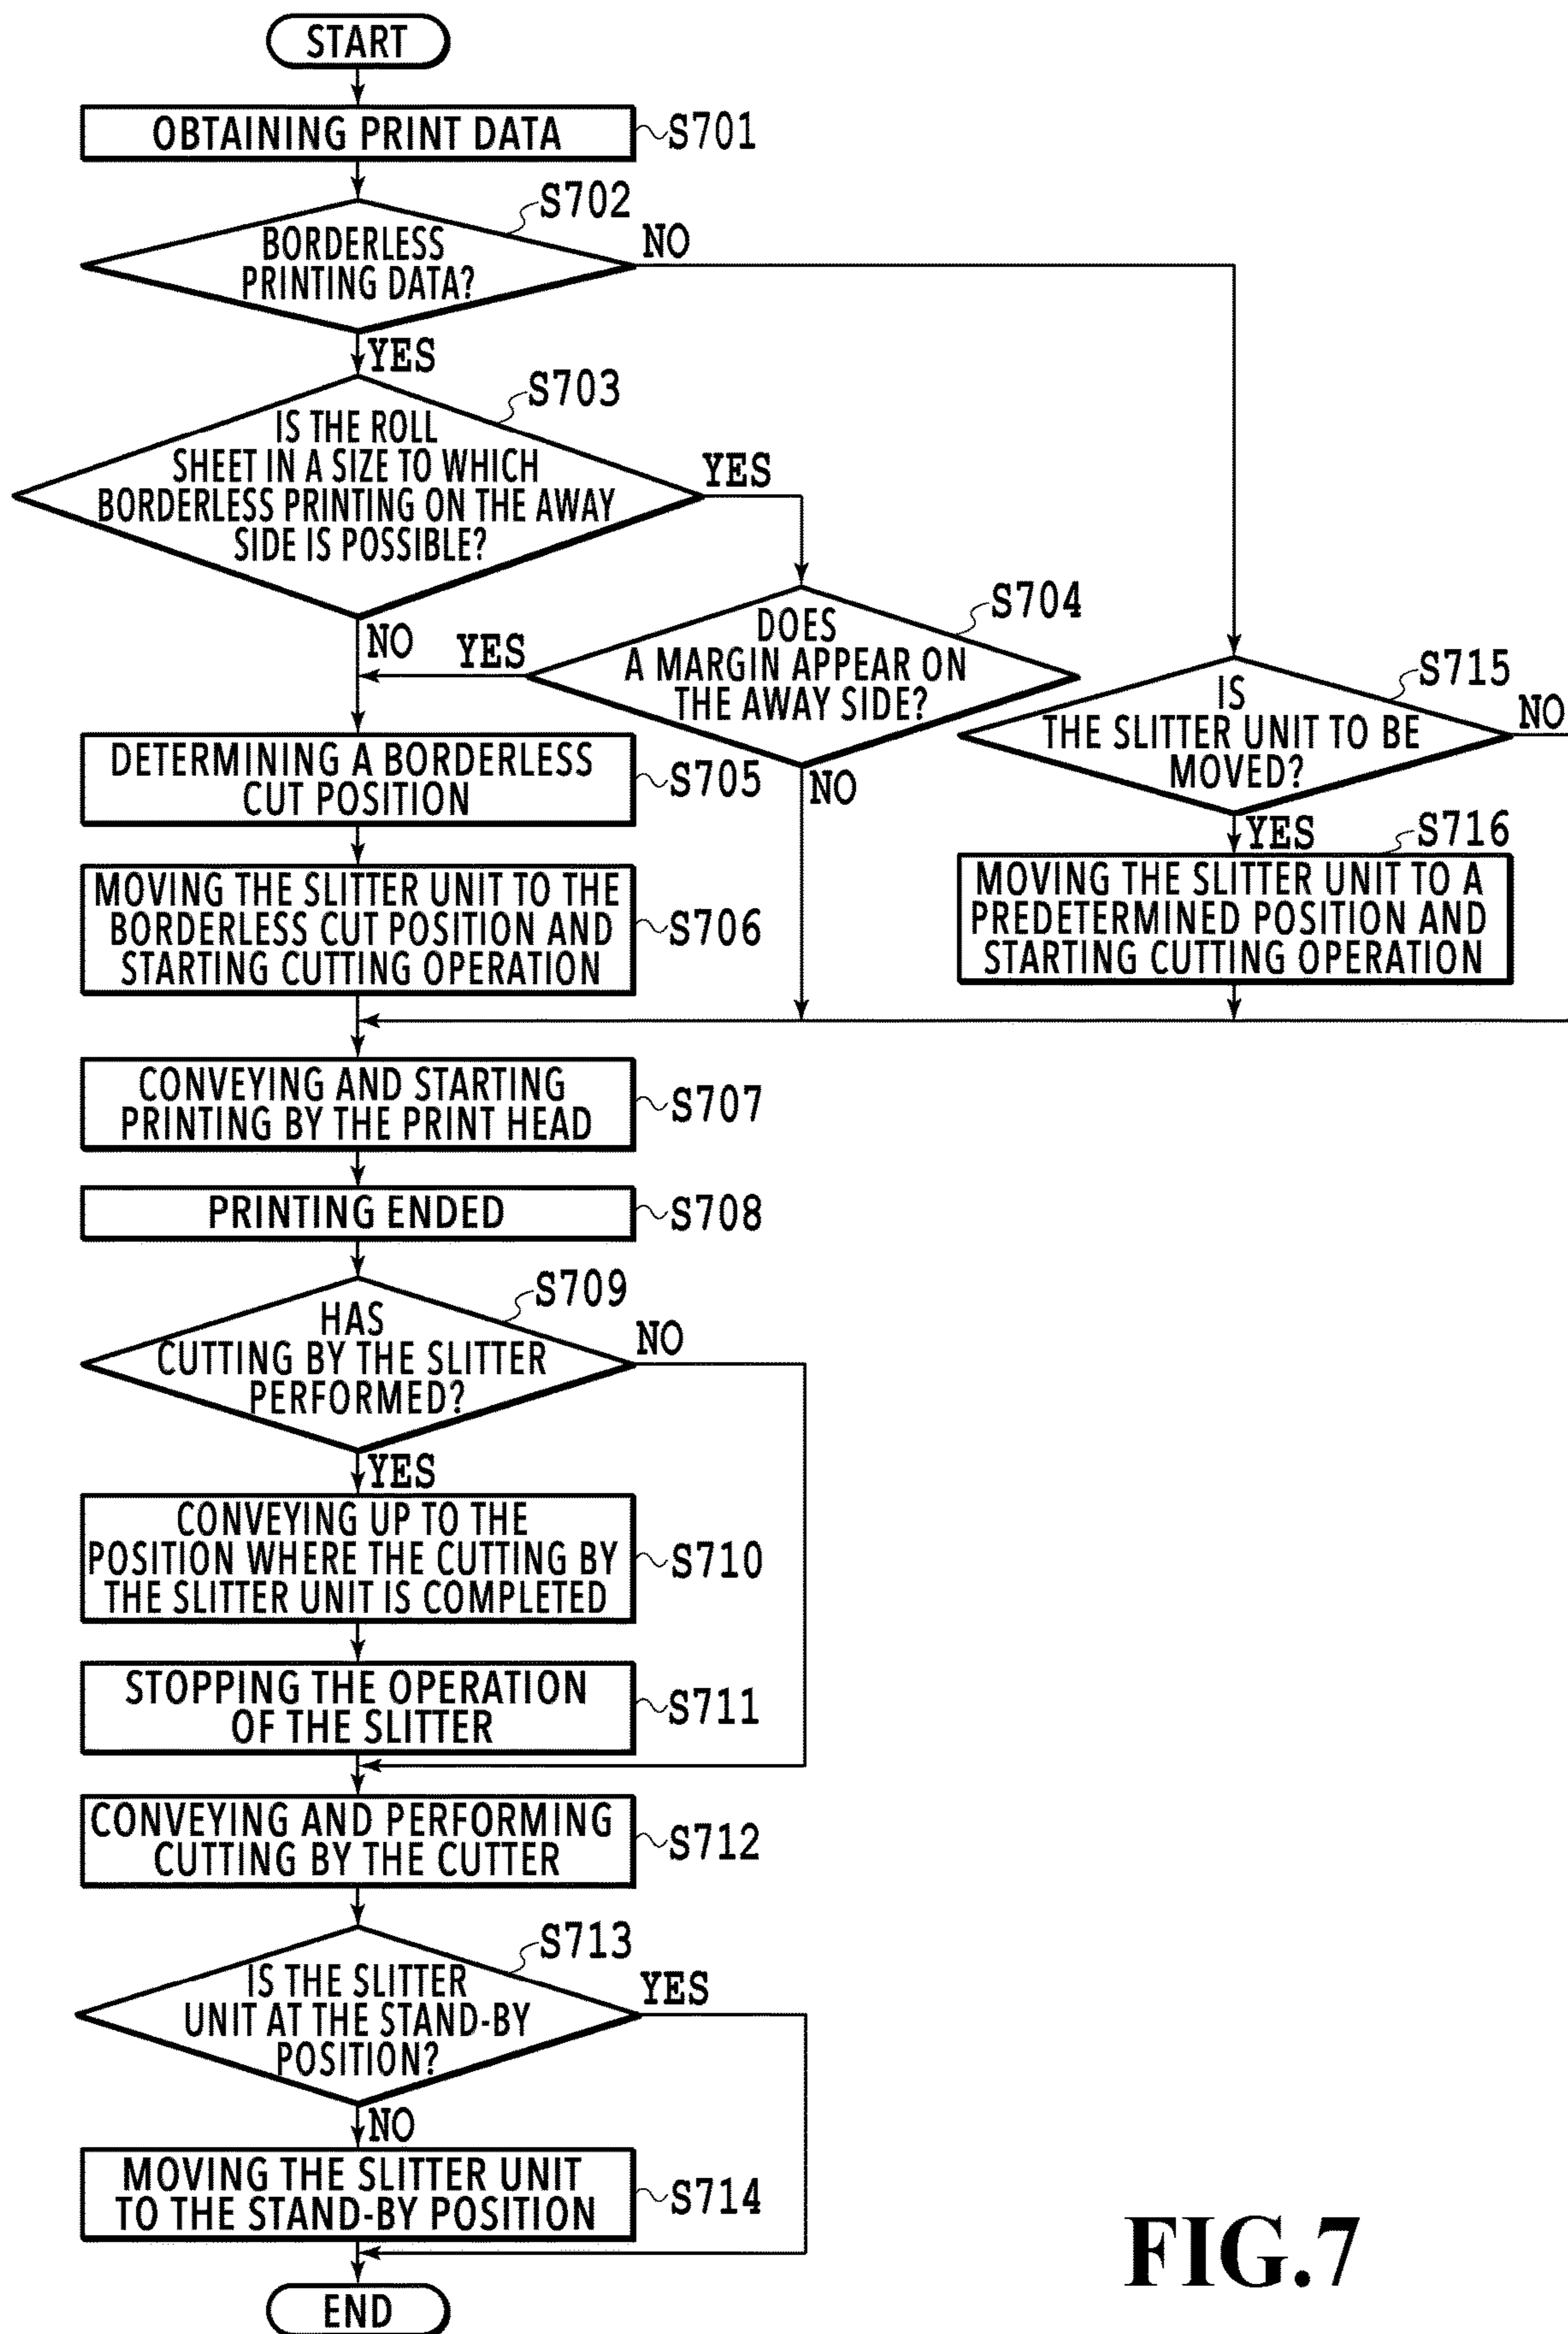 START
OBTAINING PRINT DATA
S701
S702
BORDERLESS
PRINTING DATA?
NO
YES
S703
IS THE ROLL
SHEET IN A SIZE TO WHICH
BORDERLESS PRINTING ON THE AWAY
SIDE IS POSSIBLE?
YES
NO
S704
DOES
A MARGIN APPEAR ON
THE AWAY SIDE?
YES
NO
S715
IS
THE SLITTER UNIT TO BE
MOVED?
NO
YES
S716
MOVING THE SLITTER UNIT TO A
PREDETERMINED POSITION AND
STARTING CUTTING OPERATION
DETERMINING A BORDERLESS
CUT POSITION
S705
MOVING THE SLITTER UNIT TO THE
BORDERLESS CUT POSITION AND
STARTING CUTTING OPERATION
S706
CONVEYING AND STARTING
PRINTING BY THE PRINT HEAD
S707
PRINTING ENDED
S708
S709
HAS
CUTTING BY THE SLITTER
PERFORMED?
NO
YES
CONVEYING UP TO THE
POSITION WHERE THE CUTTING BY
THE SLITTER UNIT IS COMPLETED
S710
STOPPING THE OPERATION
OF THE SLITTER
S711
CONVEYING AND PERFORMING
CUTTING BY THE CUTTER
S712
S713
IS THE SLITTER
UNIT AT THE STAND-BY
POSITION?
YES
NO
MOVING THE SLITTER UNIT
TO THE STAND-BY POSITION
S714
END
FIG.7